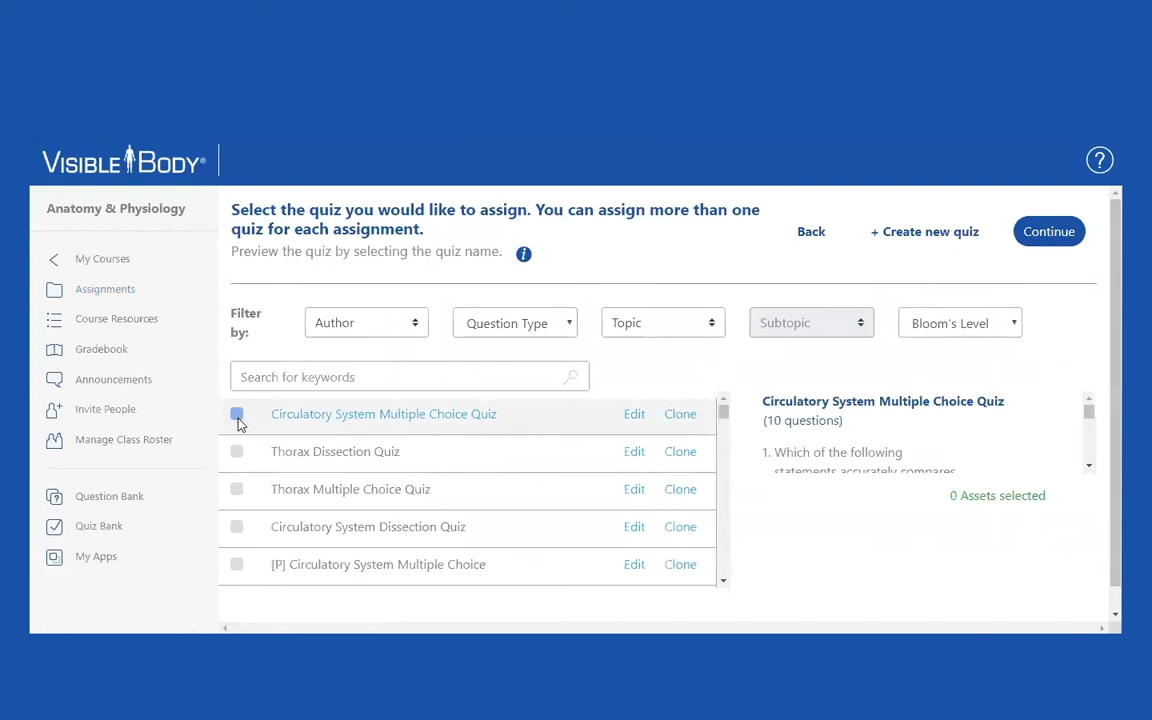 VISIBLE BODY®
?
Anatomy & Physiology
My Courses
Assignments
Course Resources
Gradebook
Announcements
Invite People
Manage Class Roster
Question Bank
Quiz Bank
My Apps
Select the quiz you would like to assign. You can assign more than one
quiz for each assignment.
Preview the quiz by selecting the quiz name.
i
Back
+ Create new quiz
Continue
Filter
by:
Author
Question Type
Topic
Subtopic
Bloom's Level
Search for keywords
Circulatory System Multiple Choice Quiz Edit Clone
Thorax Dissection Quiz Edit Clone
Thorax Multiple Choice Quiz Edit Clone
Circulatory System Dissection Quiz Edit Clone
[P] Circulatory System Multiple Choice Edit Clone
Circulatory System Multiple Choice Quiz
(10 questions)
1. Which of the following
statements accurately compares
0 Assets selected